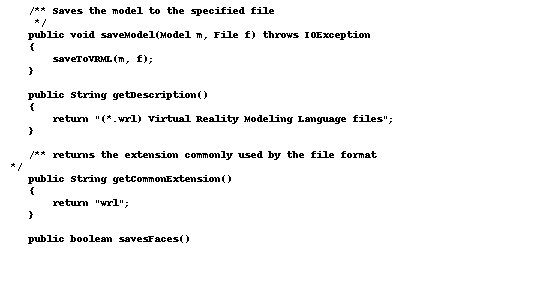 /** Saves the model to the specified file
*/
public void saveModel(Model m, File f) throws IOException
{
saveToVRML(m, f);
}
public String getDescription()
{
return "(*.wrl) Virtual Reality Modeling Language files";
}
/** returns the extension commonly used by the file format
*/
public String getCommonExtension()
{
return "wrl";
}
public boolean savesFaces()